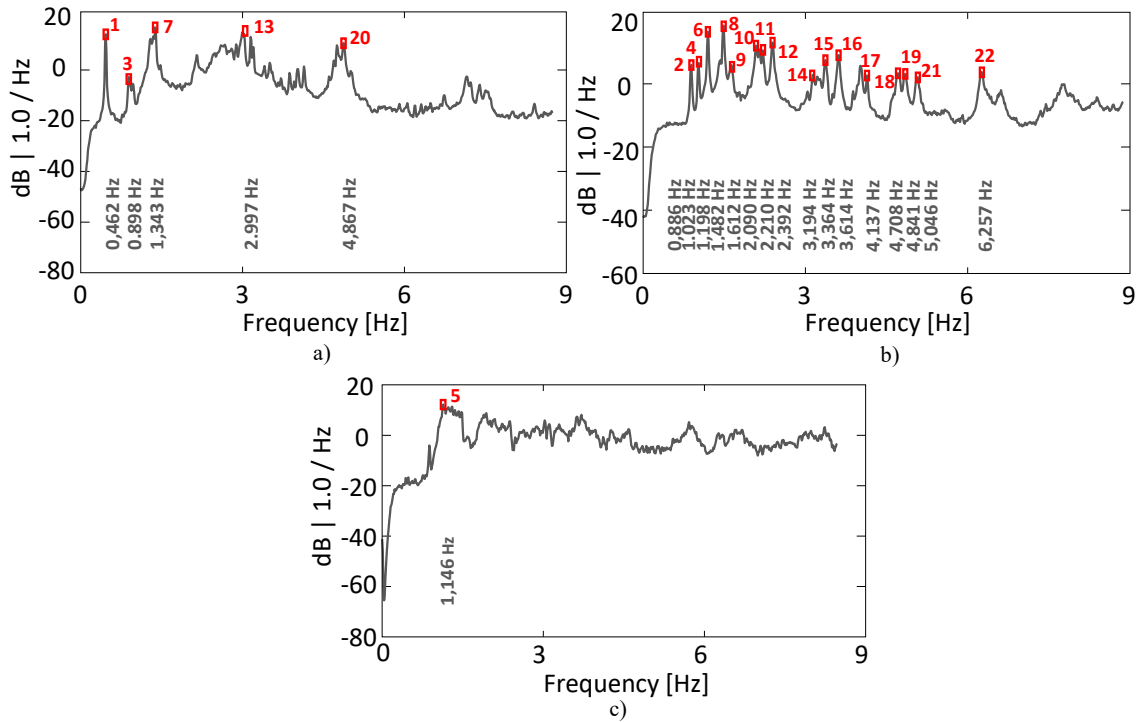 20
0
-20
-40
-60
-80
0
3
6
9
dB | 1.0 / Hz
Frequency [Hz]
1
3
7
13
20
0,462 Hz
0.898 Hz
1,343 Hz
2.997 Hz
4,867 Hz
a)
20
0
-20
-40
-60
0
3
6
9
dB | 1.0 / Hz
Frequency [Hz]
2
4
6
8
9
10
11
12
14
15
16
17
18
19
21
22
0,886 Hz
1.023 Hz
1,198 Hz
1.482 Hz
1.612 Hz
2,090 Hz
2,210 Hz
2,392 Hz
3,194 Hz
3,364 Hz
3,614 Hz
4,137 Hz
4,708 Hz
4,841 Hz
5,046 Hz
6,257 Hz
b)
20
0
-20
-40
-60
-80
0
3
6
9
dB | 1.0 / Hz
Frequency [Hz]
5
1,146 Hz
c)